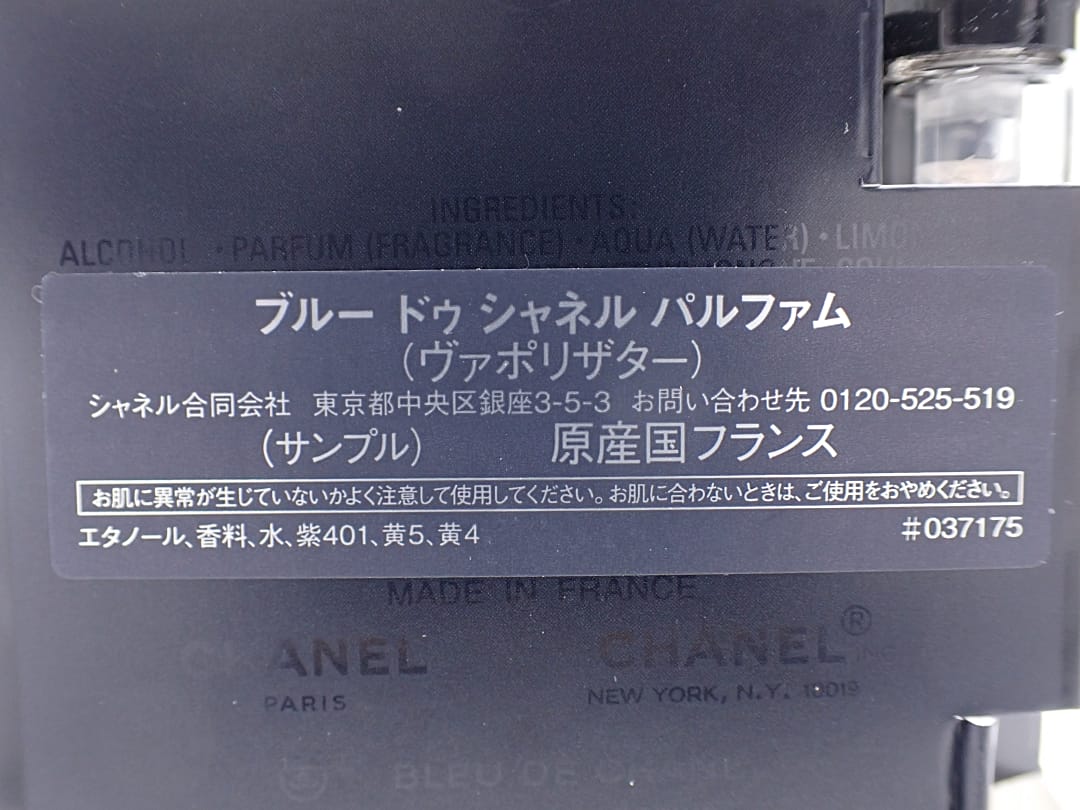 INGREDIENTS:
ALCOHOL • PARFUM (FRAGRANCE) • AQUA (WATER) •
ブルー ドゥ シャネル パルファム
(ヴァポリザター)
シャネル合同会社 東京都中央区銀座3-5-3 お問い合わせ先 0120-525-519
(サンプル) 原産国フランス
お肌に異常が生じていないかよく注意して使用してください。お肌に合わないときは、ご使用をおやめください。
エタノール、香料、水、紫401、黄5、黄4
#037175
MADE IN FRANCE
CHANEL CHANEL® INC
PARIS NEW YORK, N.Y. 10019
BLEU DE CHANEL